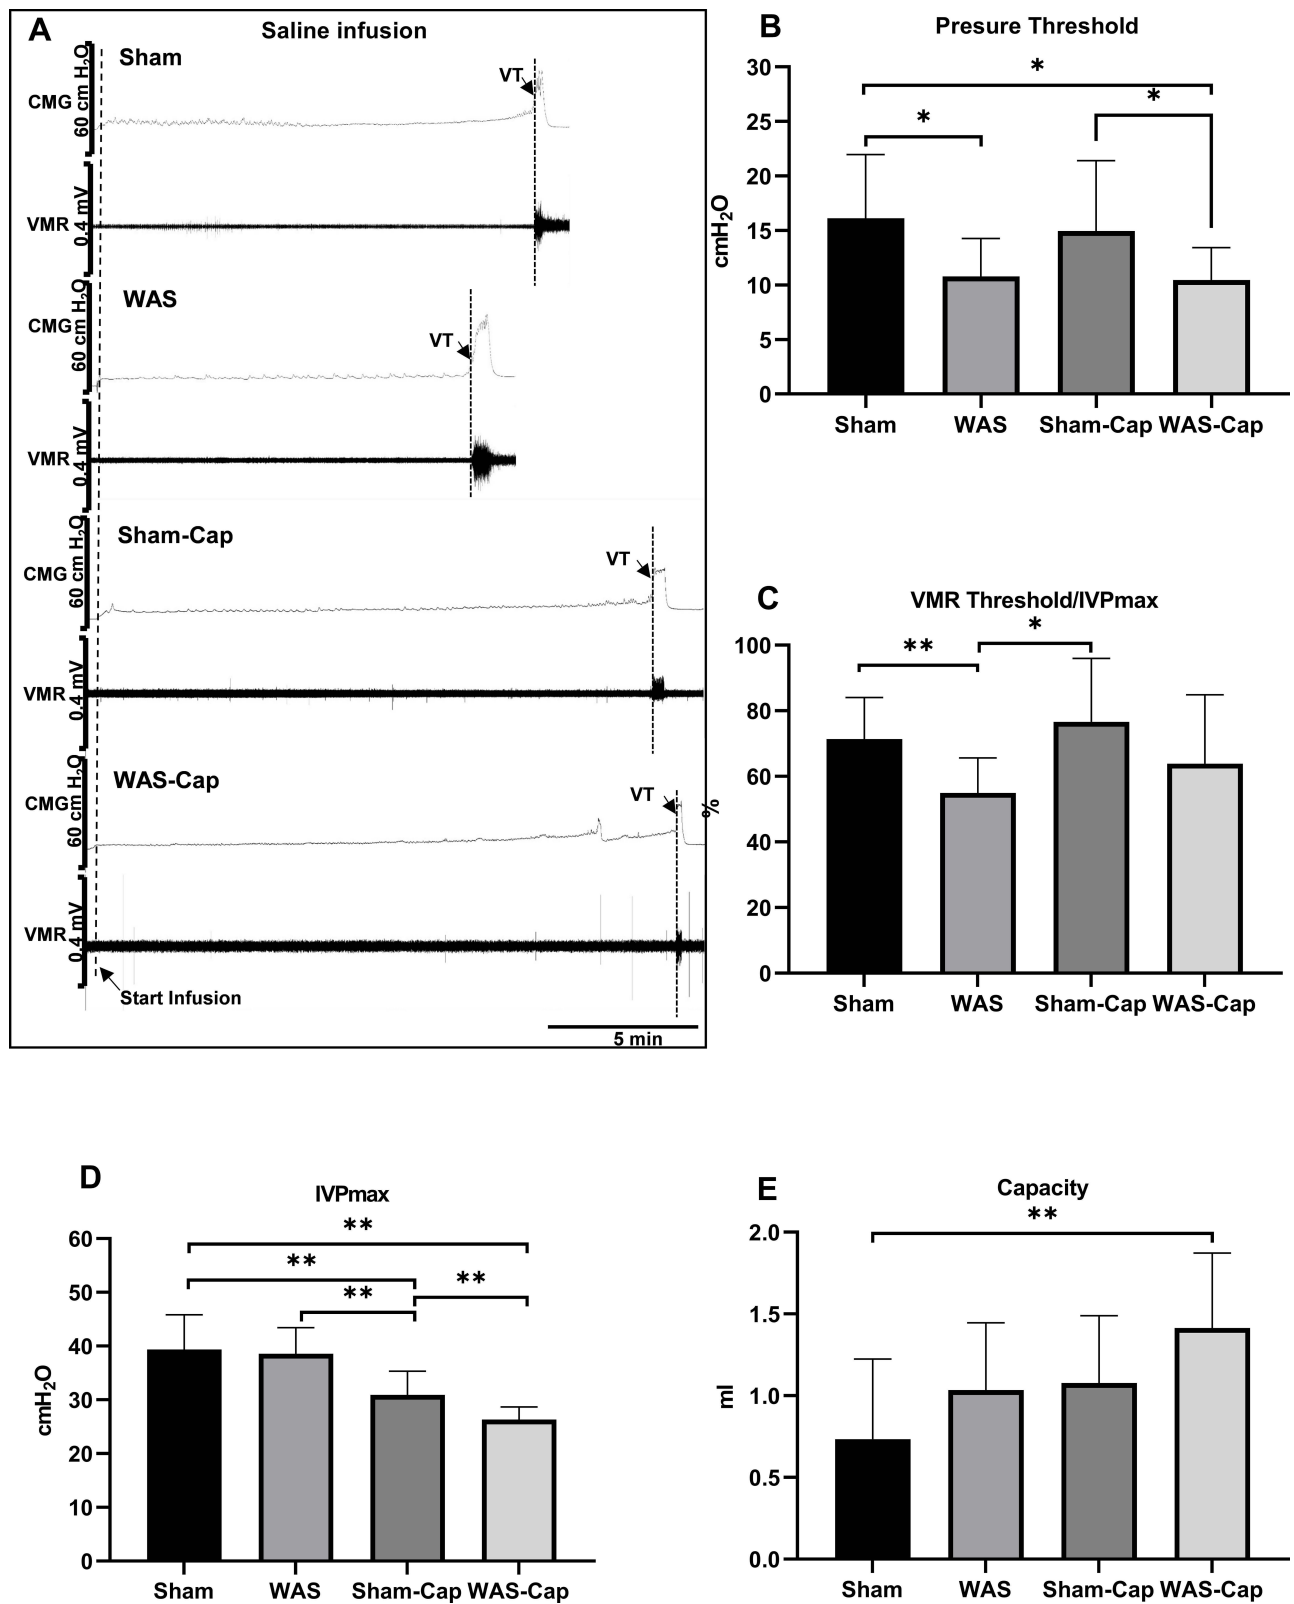 A
Saline infusion
Sham
CMG
60 cm H₂O
VT
VMR
0.4 mV
WAS
CMG
60 cm H₂O
VT
VMR
0.4 mV
Sham-Cap
CMG
60 cm H₂O
VT
VMR
0.4 mV
WAS-Cap
CMG
60 cm H₂O
VT
VMR
0.4 mV
Start Infusion
5 min
B
Presure Threshold
30
25
20
15
10
5
0
cmH₂O
*
*
*
Sham WAS Sham-Cap WAS-Cap
C
VMR Threshold/IVPmax
100
80
60
40
20
0
%
**
*
Sham WAS Sham-Cap WAS-Cap
D
IVPmax
60
50
40
30
20
10
0
cmH₂O
**
**
**
**
Sham WAS Sham-Cap WAS-Cap
E
Capacity
2.0
1.5
1.0
0.5
0.0
ml
**
Sham WAS Sham-Cap WAS-Cap